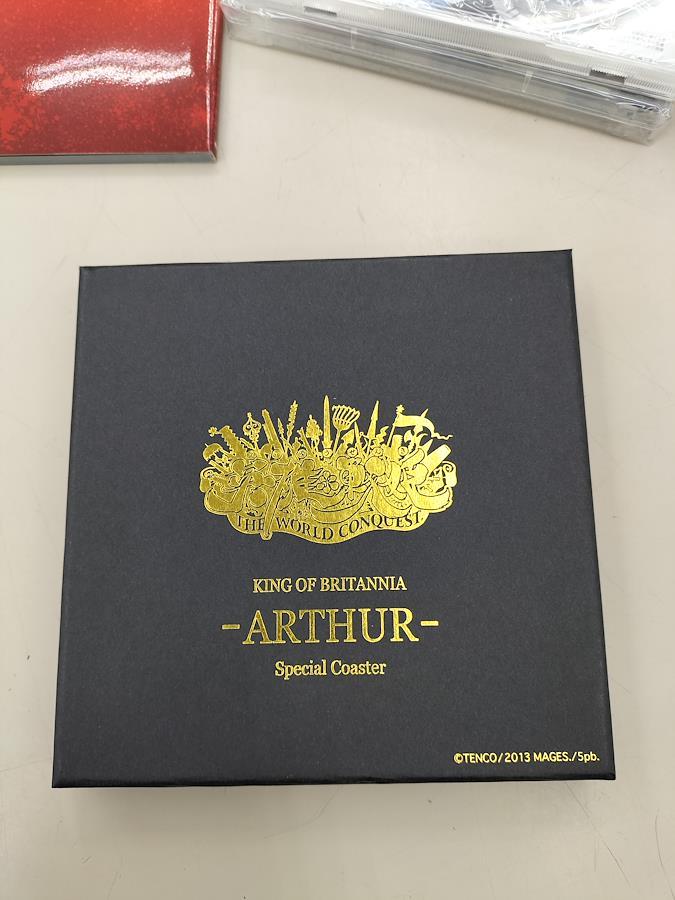 THE WORLD CONQUEST
KING OF BRITANNIA
-ARTHUR-
Special Coaster
©TENCO/2013 MAGES./5pb.